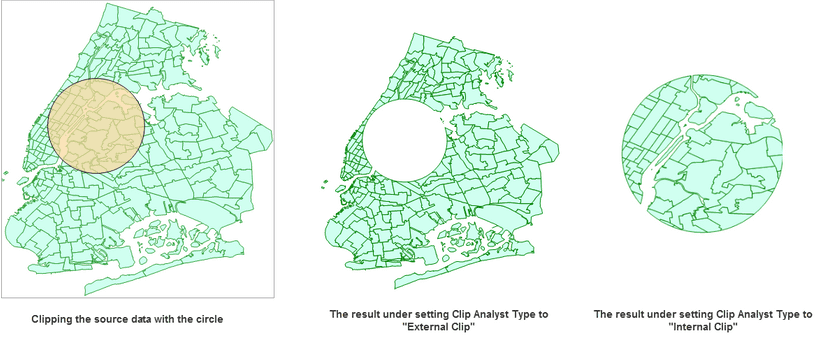 Clipping the source data with the circle
The result under setting Clip Analyst Type to
"External Clip"
The result under setting Clip Analyst Type to
"Internal Clip"